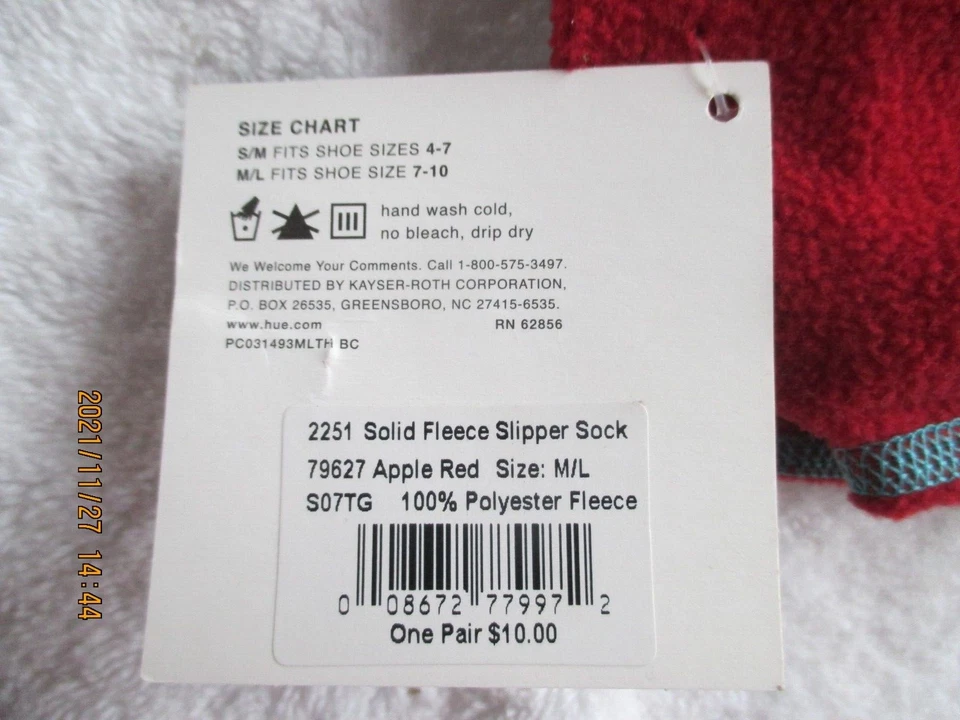 SIZE CHART
S/M FITS SHOE SIZES 4-7
M/L FITS SHOE SIZE 7-10
hand wash cold,
no bleach, drip dry
We Welcome Your Comments. Call 1-800-575-3497.
DISTRIBUTED BY KAYSER-ROTH CORPORATION,
P.O. BOX 26535, GREENSBORO, NC 27415-6535.
www.hue.com RN 62856
PC031493MLTH BC
2251 Solid Fleece Slipper Sock
79627 Apple Red Size: M/L
S07TG 100% Polyester Fleece
0 08672 77997 2
One Pair $10.00
2021/11/27 14:44